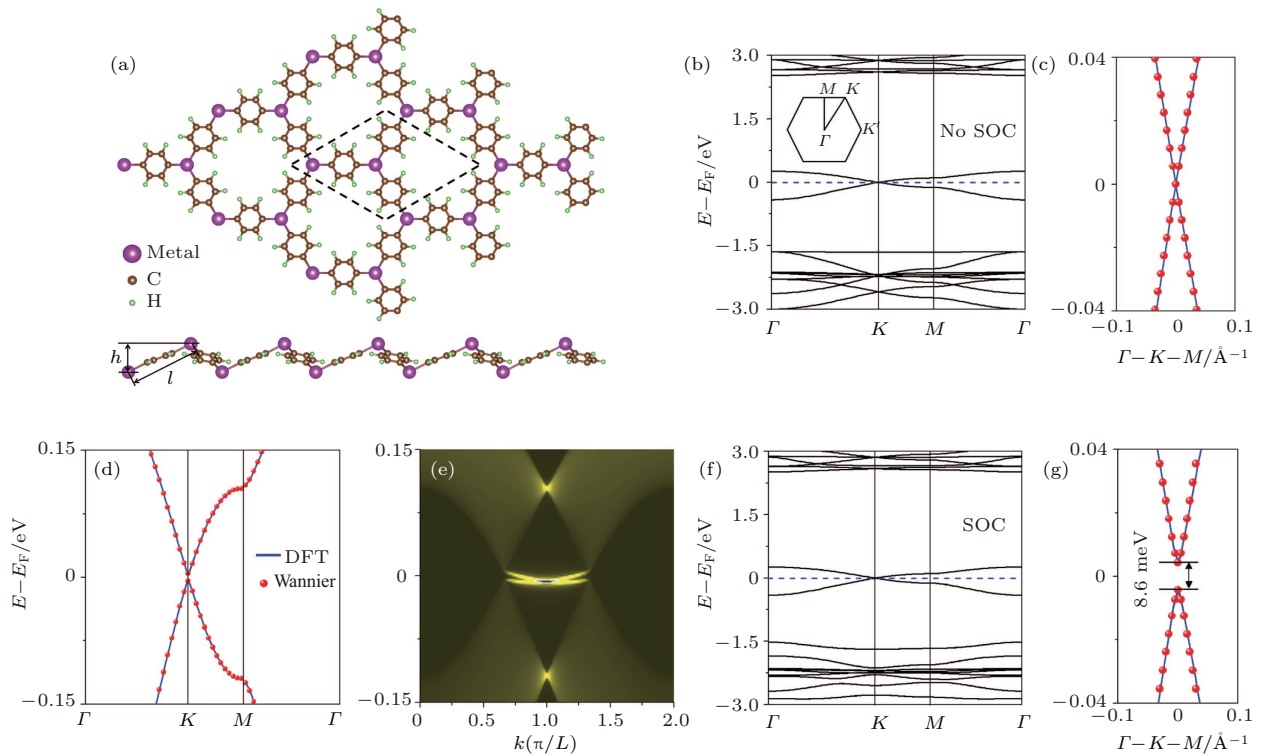 (a)
Metal
C
H
h
l
(b)
E−E_F/eV
3.0
1.5
0
−1.5
−3.0
M K
Γ
K′
No SOC
Γ K M Γ
(c)
0.04
0
−0.04
−0.1 0 0.1
Γ−K−M/Å⁻¹
(d)
E−E_F/eV
0.15
0
−0.15
DFT
Wannier
Γ K M Γ
(e)
0.15
0
−0.15
0 0.5 1.0 1.5 2.0
k(π/L)
(f)
E−E_F/eV
3.0
1.5
0
−1.5
−3.0
SOC
Γ K M Γ
(g)
0.04
0
−0.04
8.6 meV
−0.1 0 0.1
Γ−K−M/Å⁻¹